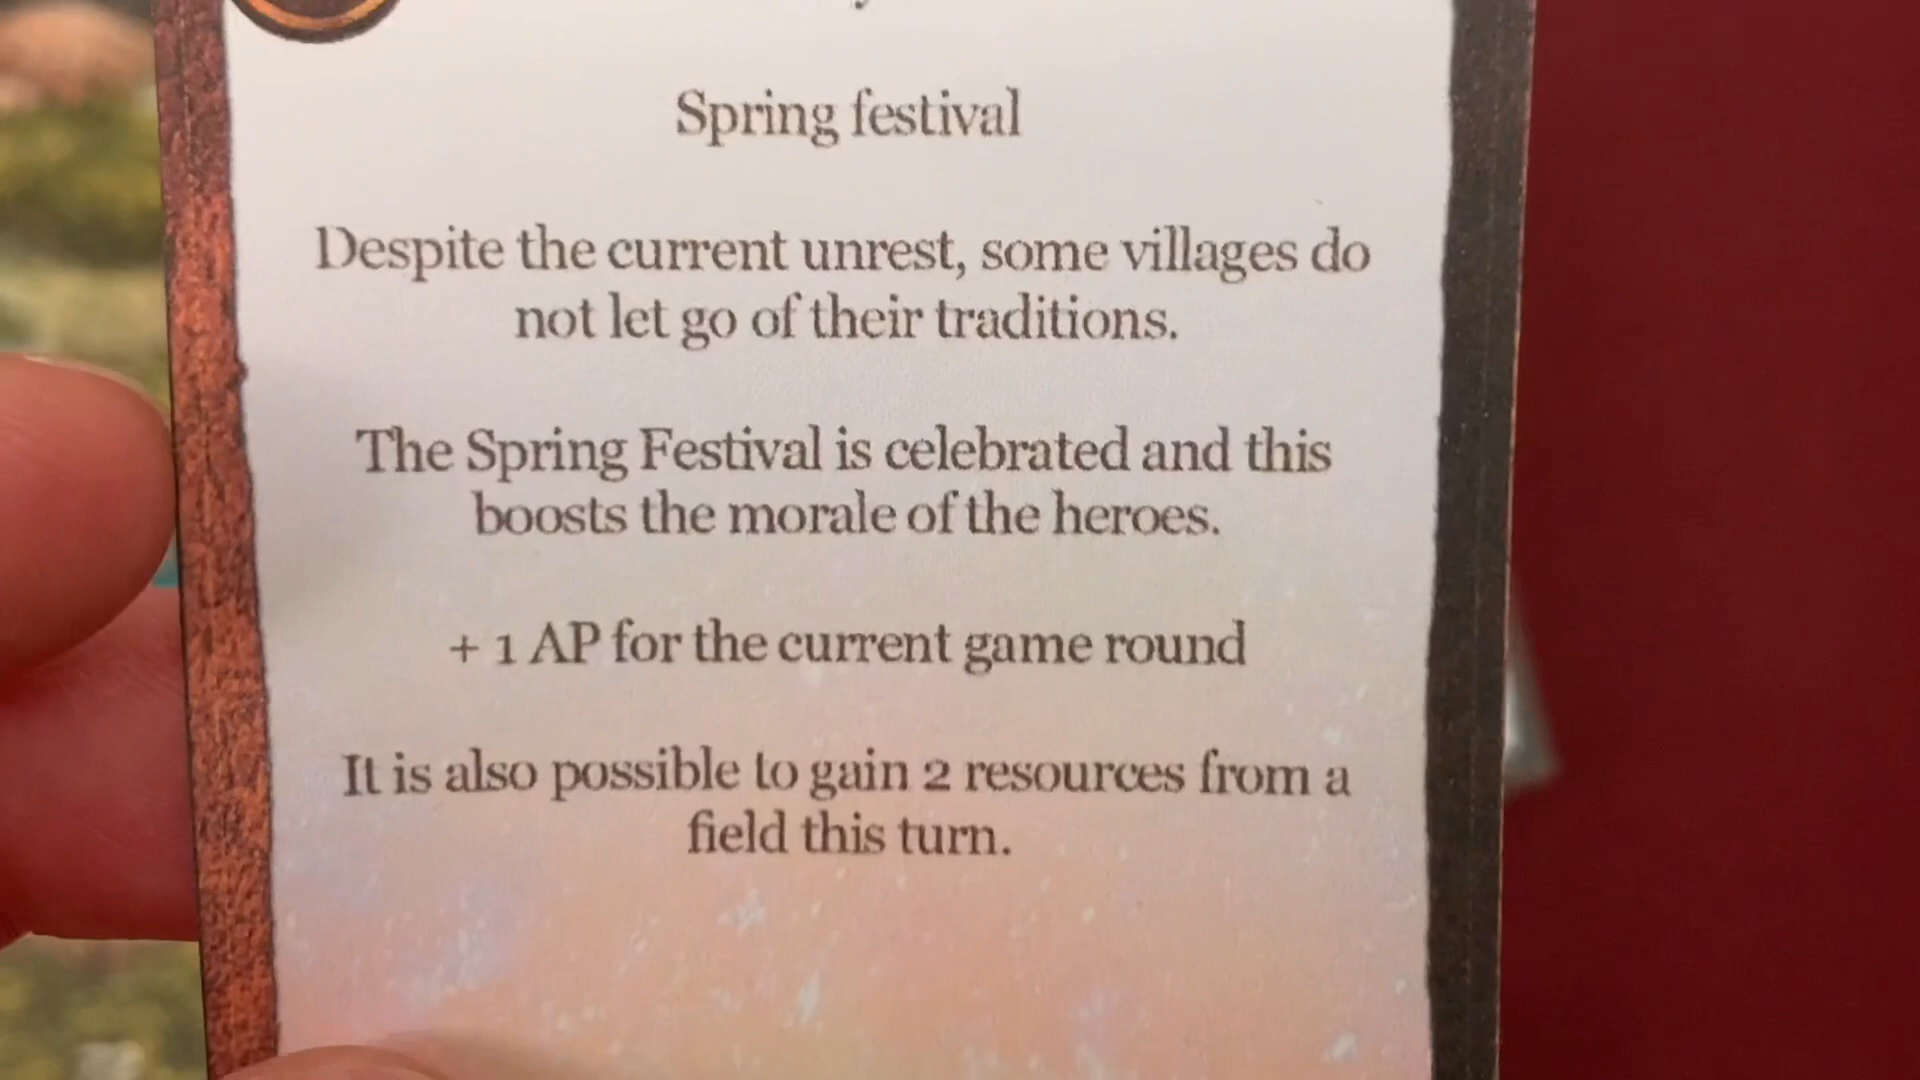 Spring festival
Despite the current unrest, some villages do
not let go of their traditions.
The Spring Festival is celebrated and this
boosts the morale of the heroes.
+ 1 AP for the current game round
It is also possible to gain 2 resources from a
field this turn.